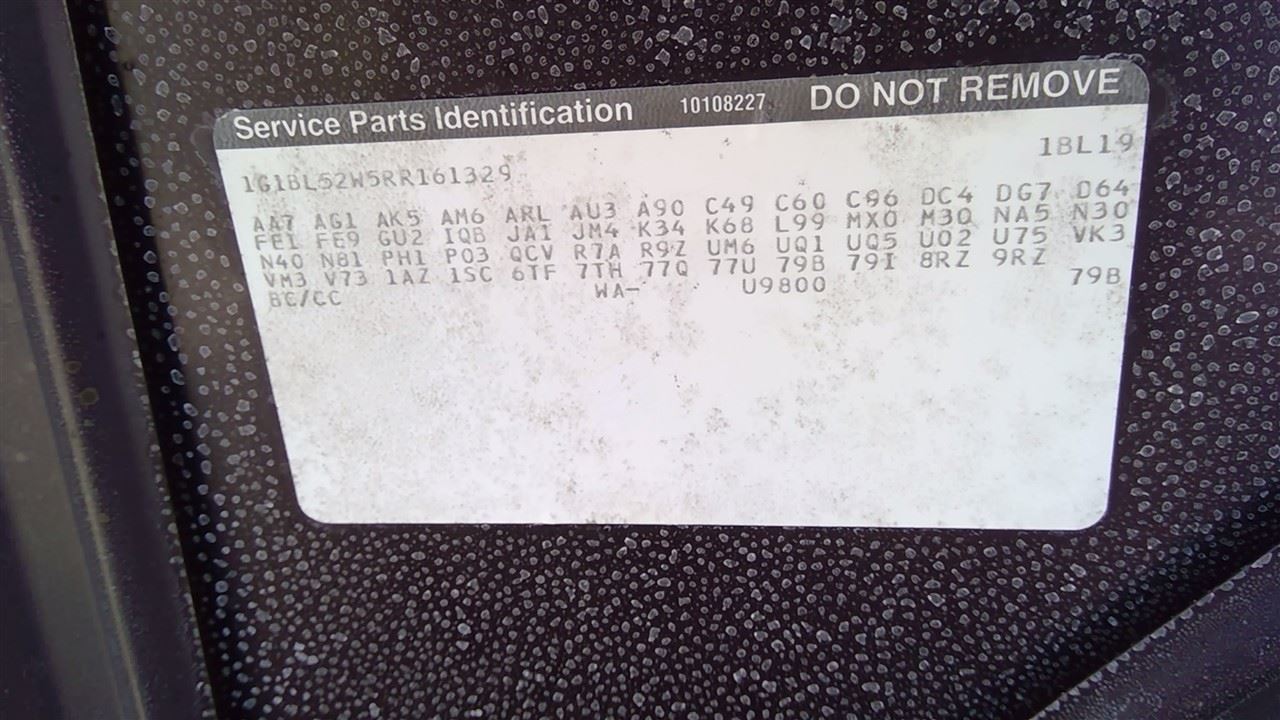 Service Parts Identification 10108227 DO NOT REMOVE
1G1BL52W5RR161329 1BL19
AA7 AG1 AK5 AM6 ARL AU3 A90 C49 C60 C96 DC4 DG7 D64
FE1 FE9 GU2 IQB JA1 JM4 K34 K68 L99 MX0 M30 NA5 N30
N40 N81 PH1 P03 QCV R7A R9Z UM6 UQ1 UQ5 U02 U75 VK3
VM3 V73 1AZ 1SC 6TF 7TH 77Q 77U 79B 79I 8RZ 9RZ
BC/CC WA- U9800 79B